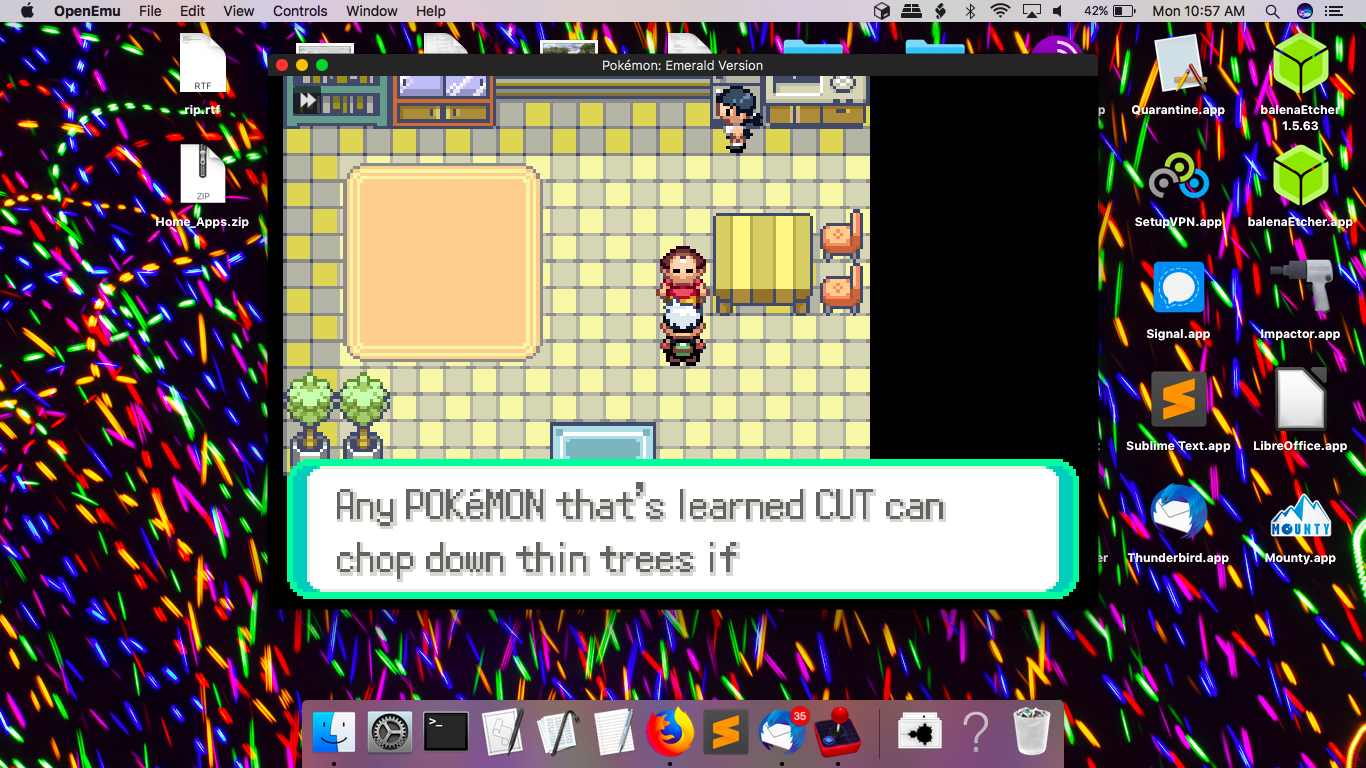 OpenEmu File Edit View Controls Window Help
42% Mon 10:57 AM
Pokémon: Emerald Version
RTF
rip.rtf
ZIP
Home_Apps.zip
Any POKéMON that's learned CUT can
chop down thin trees if
Quarantine.app
balenaEtcher
1.5.63
SetupVPN.app
balenaEtcher.app
Signal.app
Impactor.app
Sublime Text.app
LibreOffice.app
Thunderbird.app
MOUNTY
Mounty.app
>_
35
?